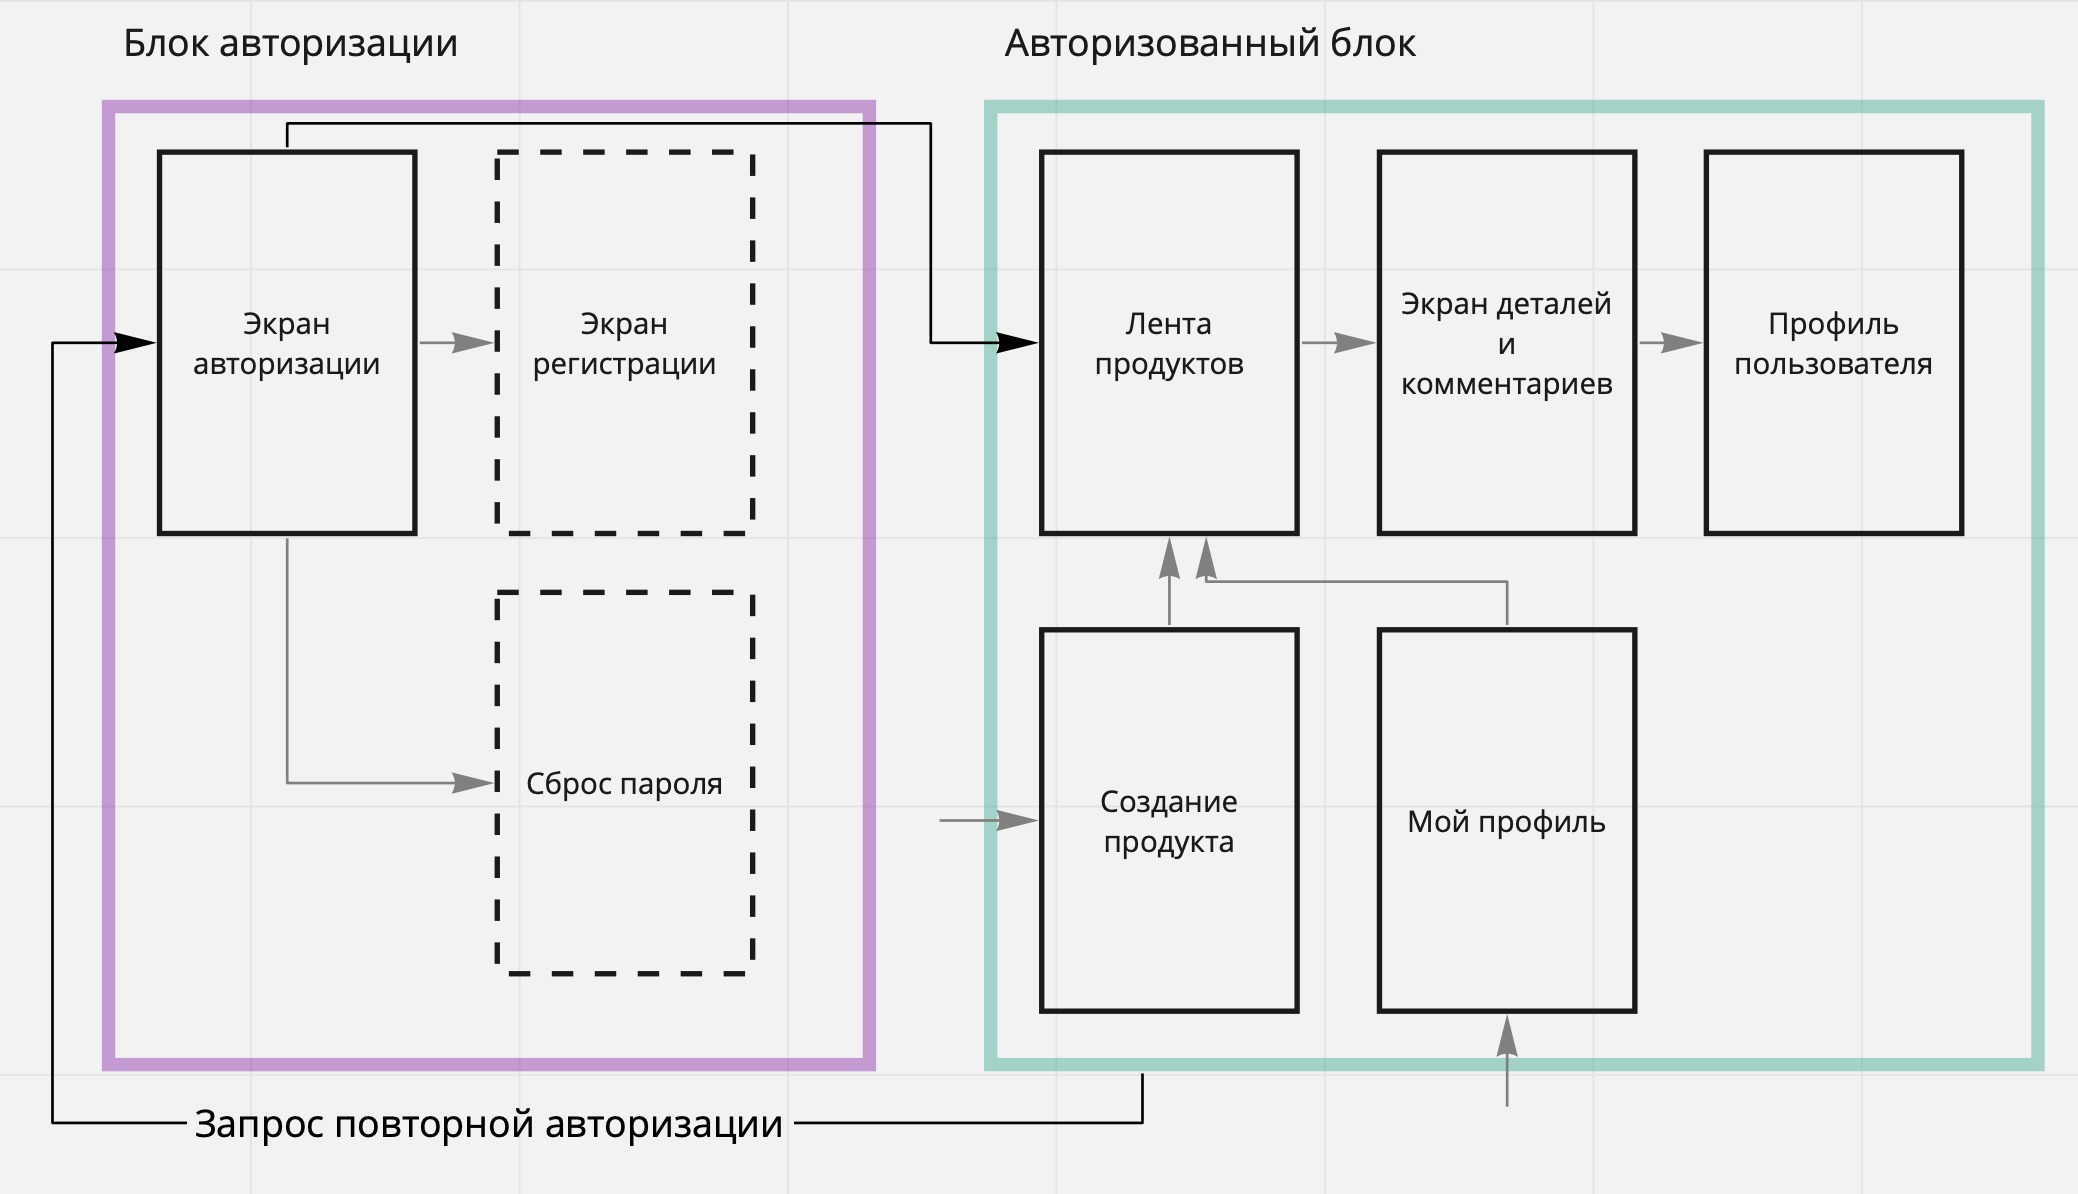 Блок авторизации
Авторизованный блок
Экран
авторизации
Экран
регистрации
Лента
продуктов
Экран деталей
и
комментариев
Профиль
пользователя
Сброс пароля
Создание
продукта
Мой профиль
Запрос повторной авторизации